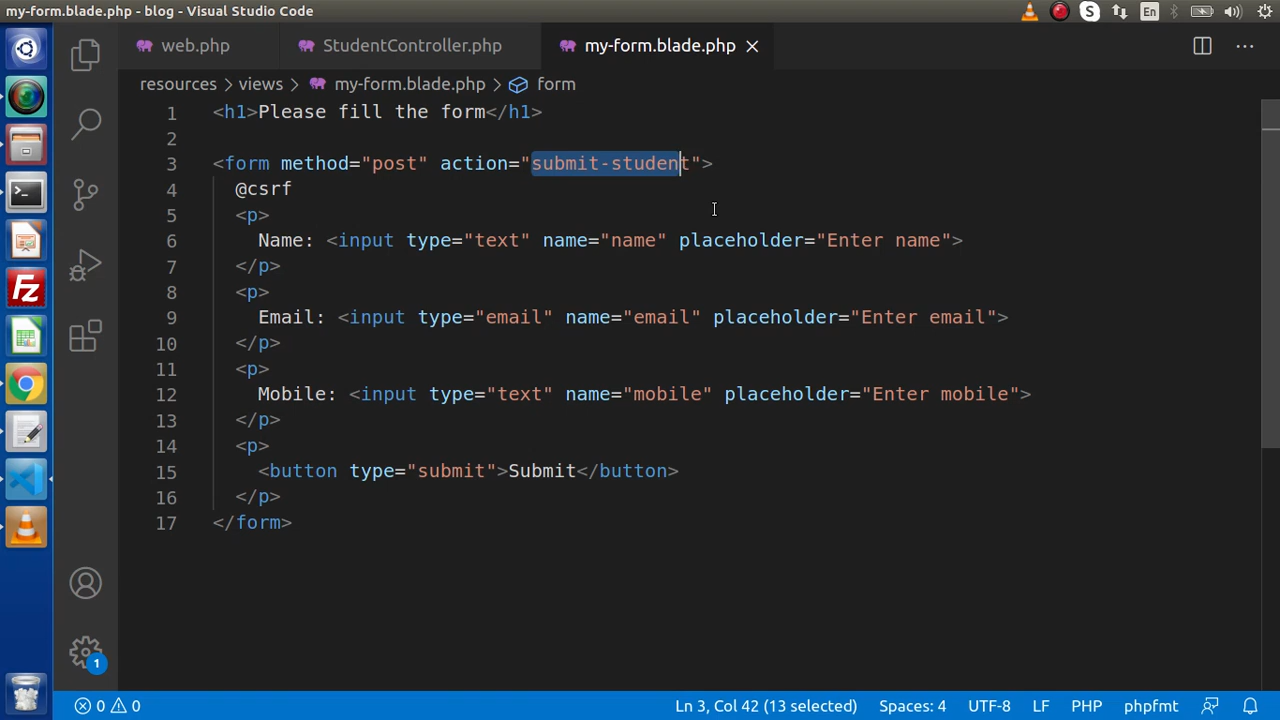 my-form.blade.php - blog - Visual Studio Code
S En
web.php StudentController.php my-form.blade.php
resources > views > my-form.blade.php > form
1 <h1>Please fill the form</h1>
2
3 <form method="post" action="submit-student">
4 @csrf
5 <p>
6 Name: <input type="text" name="name" placeholder="Enter name">
7 </p>
8 <p>
9 Email: <input type="email" name="email" placeholder="Enter email">
10 </p>
11 <p>
12 Mobile: <input type="text" name="mobile" placeholder="Enter mobile">
13 </p>
14 <p>
15 <button type="submit">Submit</button>
16 </p>
17 </form>
Fz
1
0 0 Ln 3, Col 42 (13 selected) Spaces: 4 UTF-8 LF PHP phpfmt